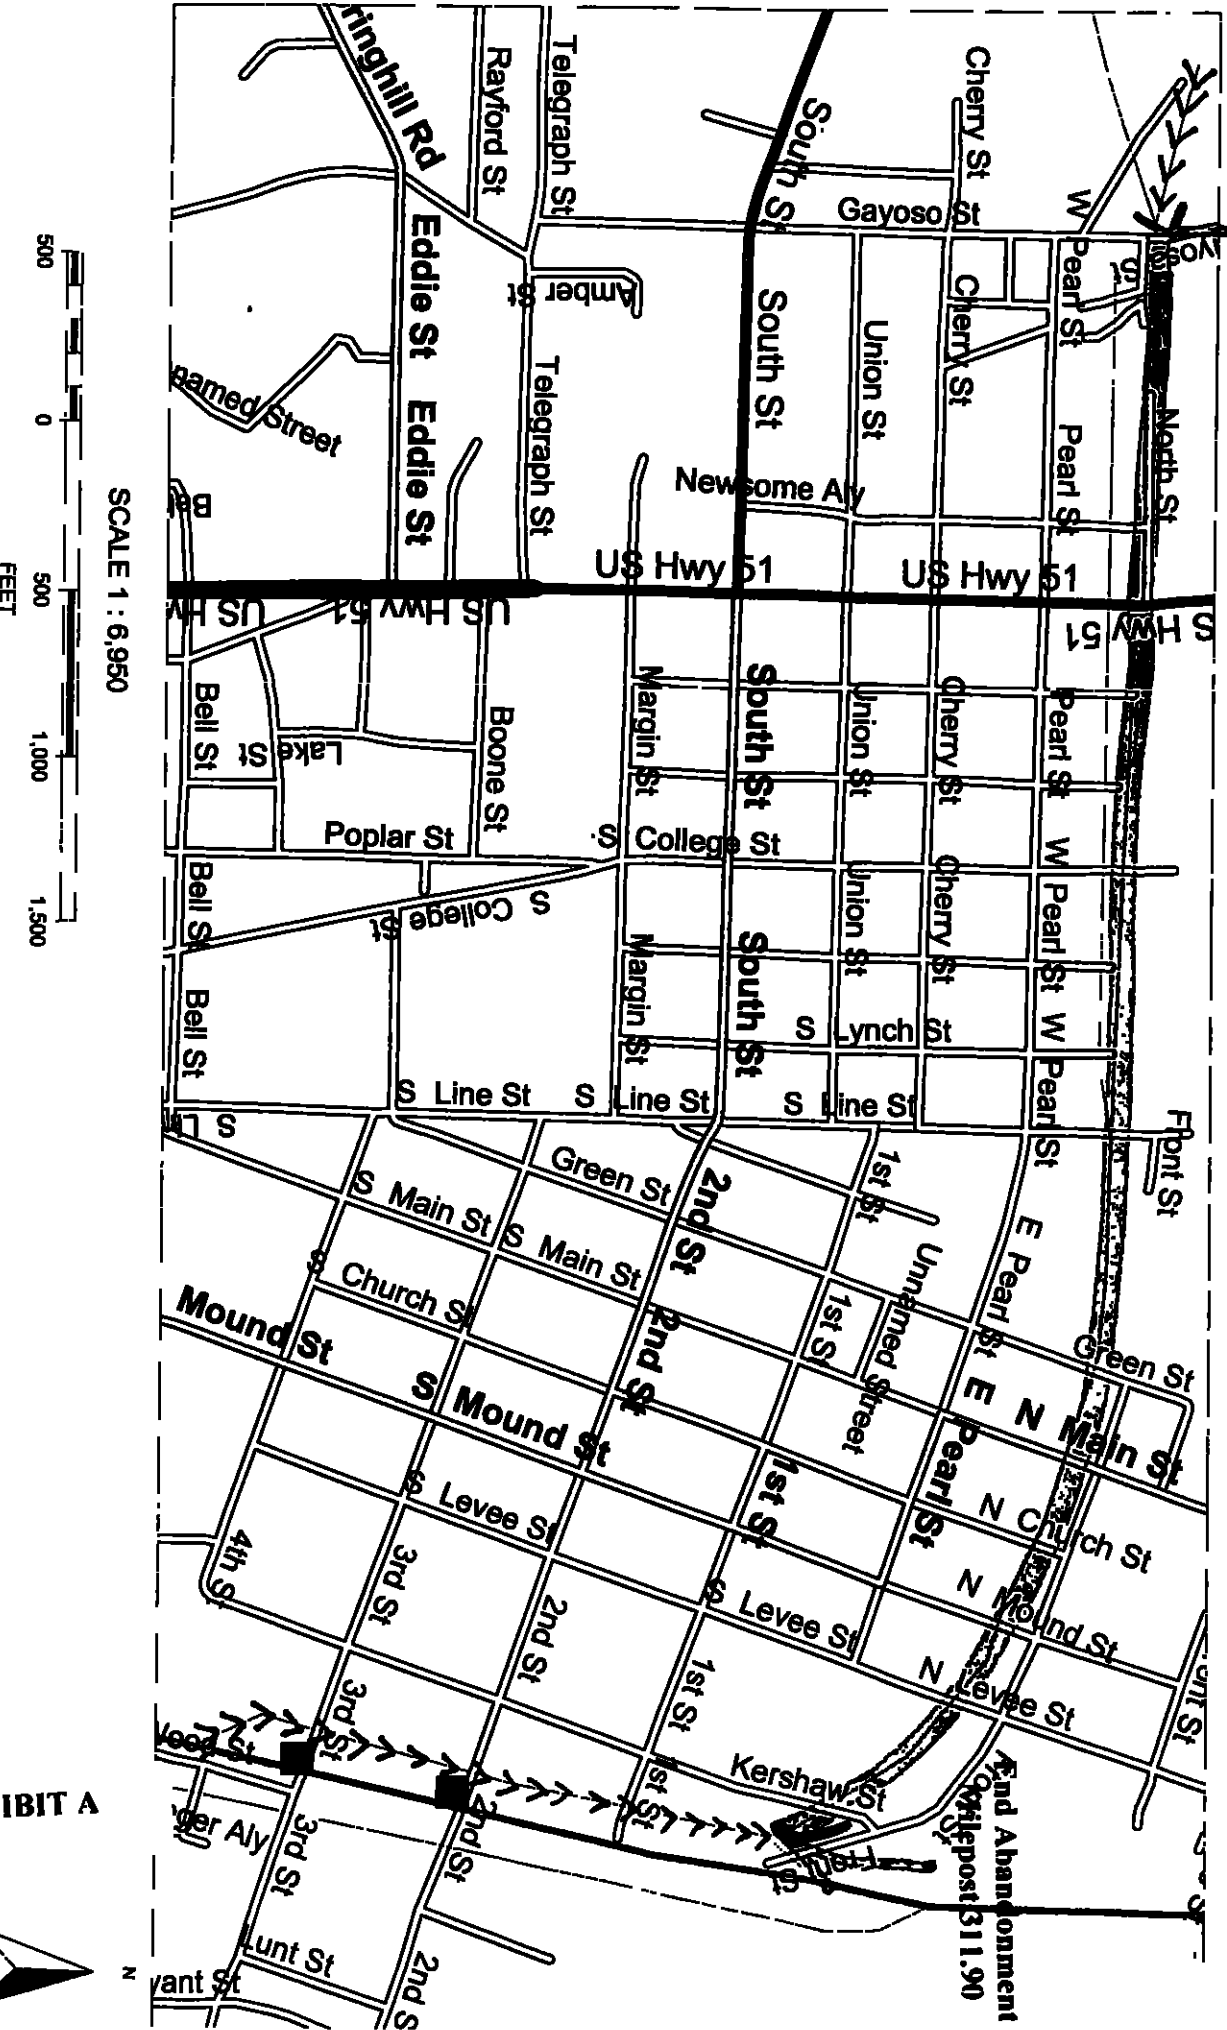 Cherry St
Telegraph St
Rayford St
ringhill Rd
South St
South St
Gayoso St
W Pearl St
St
Eddie St
Eddie St
Amber St
Telegraph St
South St
Union St
Cherry St
Pearl St
North St
named Street
Newsome Aly
US Hwy 51
US Hwy 51
S Hwy 51
US Hwy 51
US Hw
Bell St
Lake St
Boone St
Margin St
South St
Union St
Cherry St
Pearl St
Poplar St
S College St
S College St
Bell St
Bell St
Margin St
South St
Union St
Cherry St
W Pearl St
W Pearl St
S Lynch St
S Line St
S Line St
S Line St
Front St
Green St
2nd St
1st St
E Pearl St
S Main St
S Main St
S Church St
Mound St
S Mound St
2nd St
1st St
Unnamed Street
Green St
E Pearl St
N Main St
N Church St
N Mound St
N Levee St
S Levee St
S Levee St
1st St
4th St
3rd St
2nd St
1st St
3rd St
1st St
Kershaw St
Front St
3rd St
2nd St
Lunt St
2nd S
End Abandonment
Milepost 311.90
500 0 500 1,000 1,500
SCALE 1 : 6,950
FEET
IBIT A
N